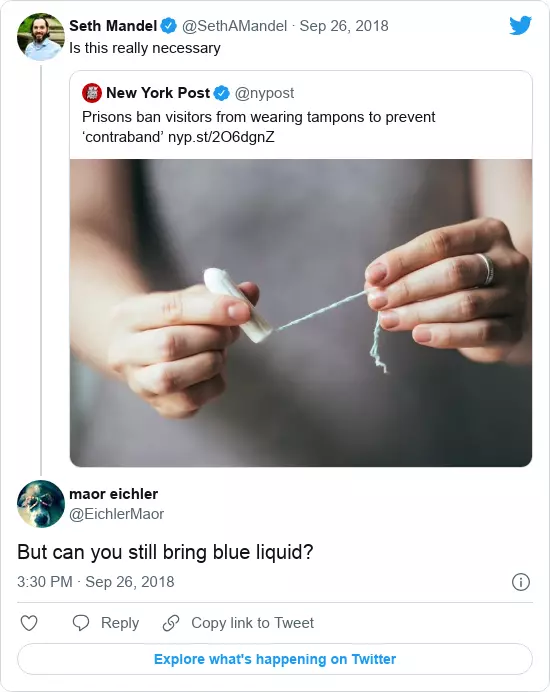 Seth Mandel @SethAMandel · Sep 26, 2018
Is this really necessary
New York Post @nypost
Prisons ban visitors from wearing tampons to prevent
‘contraband’ nyp.st/2O6dgnZ
maor eichler
@EichlerMaor
But can you still bring blue liquid?
3:30 PM · Sep 26, 2018
Reply Copy link to Tweet
Explore what's happening on Twitter